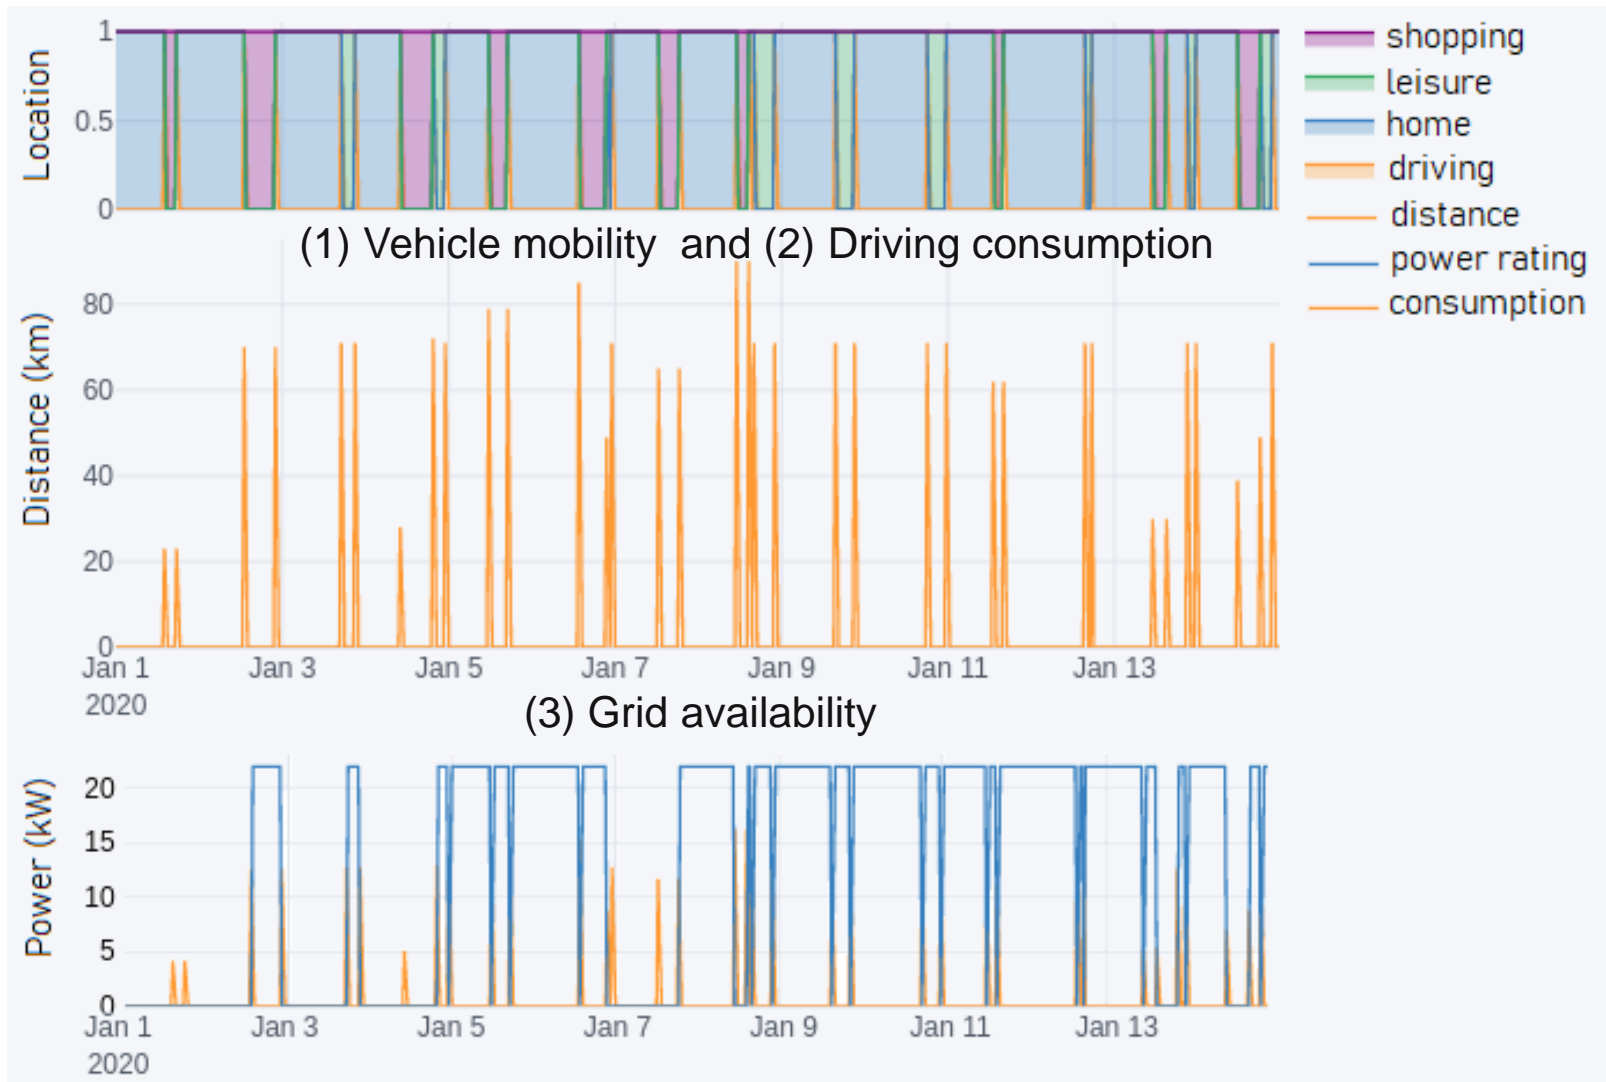 Location
1
0.5
0
shopping
leisure
home
driving
distance
power rating
consumption
(1) Vehicle mobility and (2) Driving consumption
Distance (km)
80
60
40
20
0
Jan 1 Jan 3 Jan 5 Jan 7 Jan 9 Jan 11 Jan 13
2020
(3) Grid availability
Power (kW)
20
15
10
5
0
Jan 1 Jan 3 Jan 5 Jan 7 Jan 9 Jan 11 Jan 13
2020